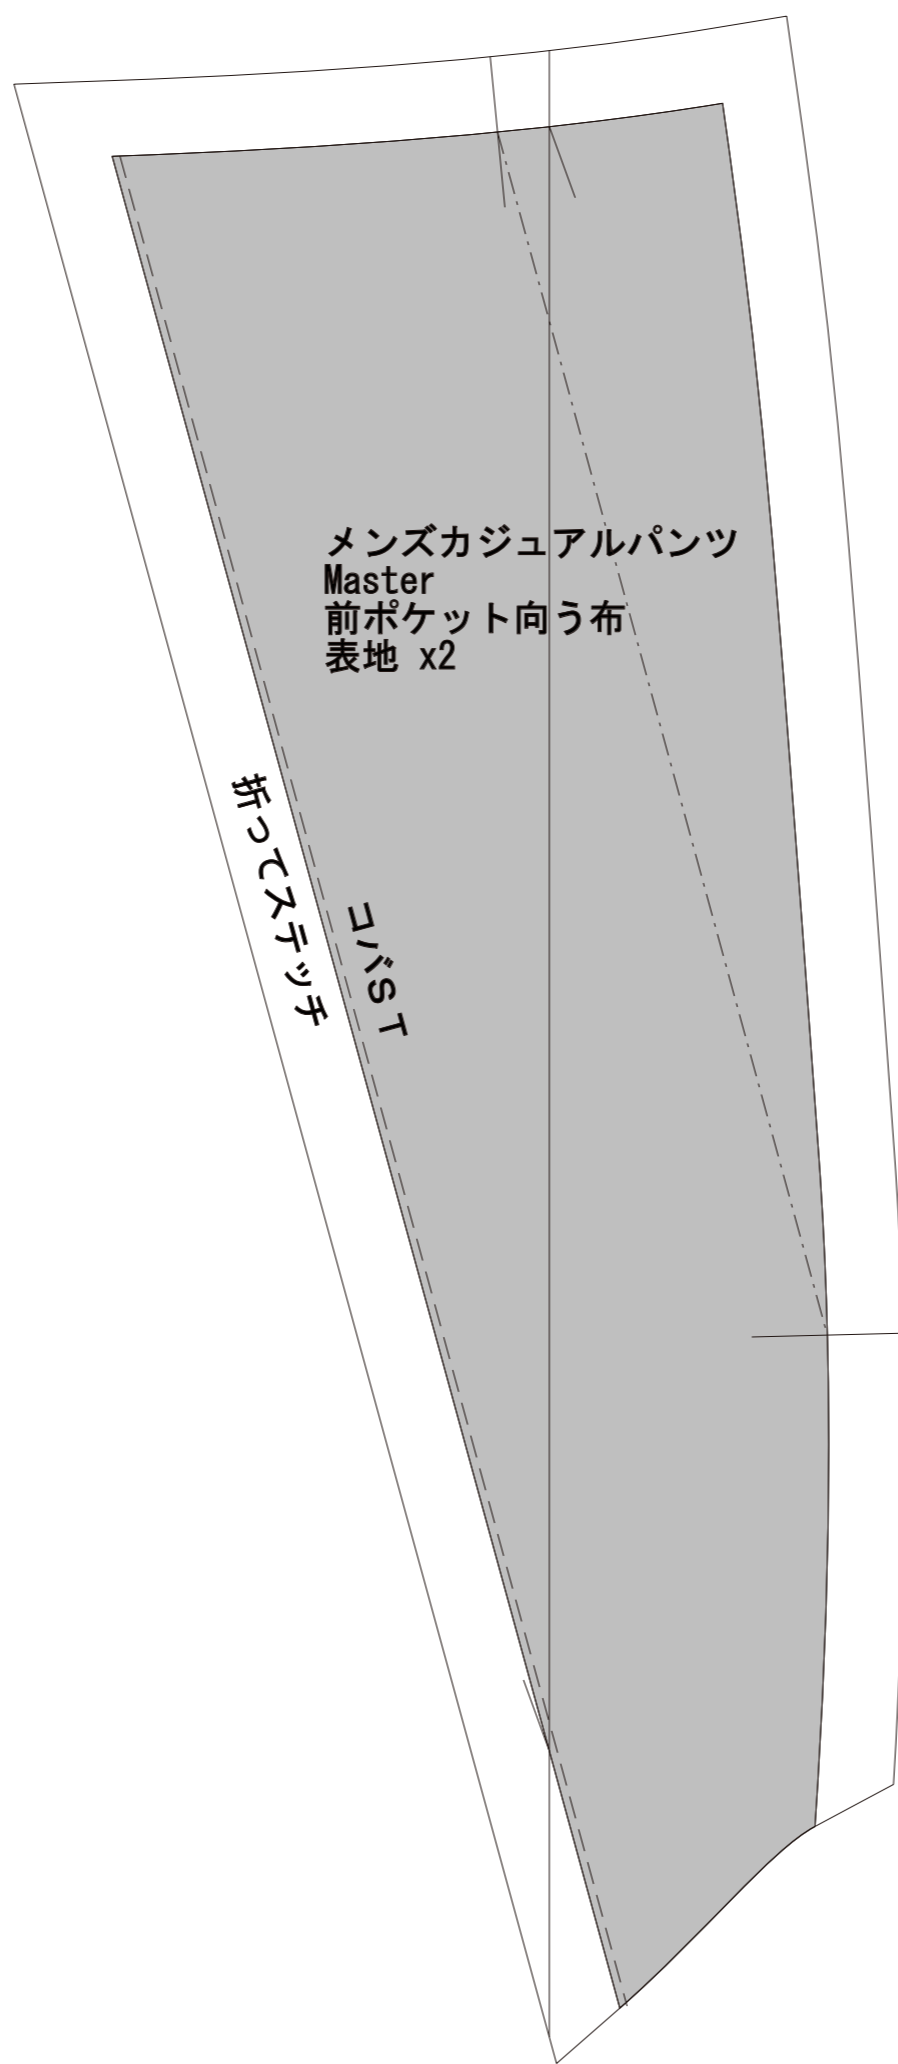 メンズカジュアルパンツ
Master
前ポケット向う布
表地 x2
折ってステッチ
コバST